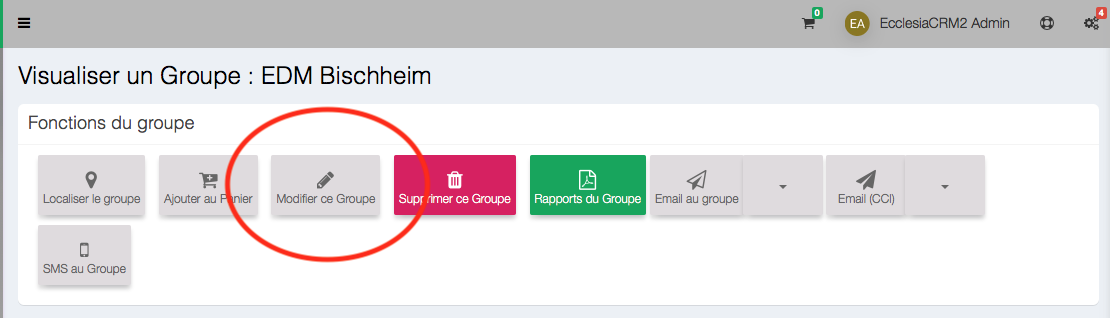 0
EA EcclesiaCRM2 Admin 4
Visualiser un Groupe : EDM Bischheim
Fonctions du groupe
Localiser le groupe Ajouter au Panier Modifier ce Groupe Supprimer ce Groupe Rapports du Groupe Email au groupe Email (CCI)
SMS au Groupe